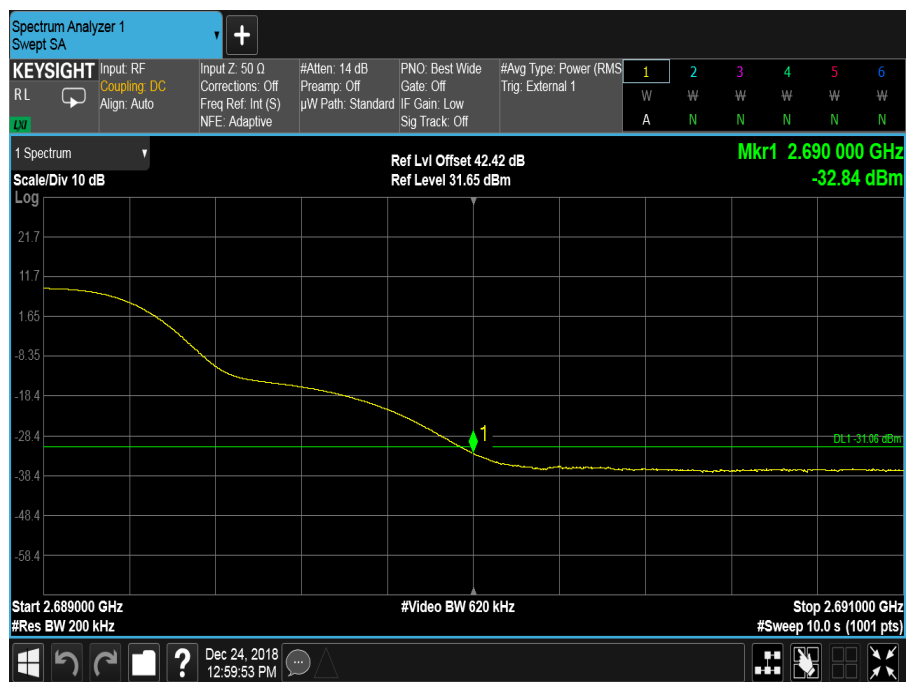 Spectrum Analyzer 1
Swept SA
KEYSIGHT
R L
LXI
Input: RF
Coupling: DC
Align: Auto
Input Z: 50 Ω
Corrections: Off
Freq Ref: Int (S)
NFE: Adaptive
#Atten: 14 dB
Preamp: Off
µW Path: Standard
PNO: Best Wide
Gate: Off
IF Gain: Low
Sig Track: Off
#Avg Type: Power (RMS
Trig: External 1
1 2 3 4 5 6
W W W W W W
A N N N N N
1 Spectrum
Scale/Div 10 dB
Log
Ref Lvl Offset 42.42 dB
Ref Level 31.65 dBm
Mkr1 2.690 000 GHz
-32.84 dBm
21.7
11.7
1.65
-8.35
-18.4
-28.4
-38.4
-48.4
-58.4
1
DL1 -31.06 dBm
Start 2.689000 GHz
#Res BW 200 kHz
#Video BW 620 kHz
Stop 2.691000 GHz
#Sweep 10.0 s (1001 pts)
?
Dec 24, 2018
12:59:53 PM